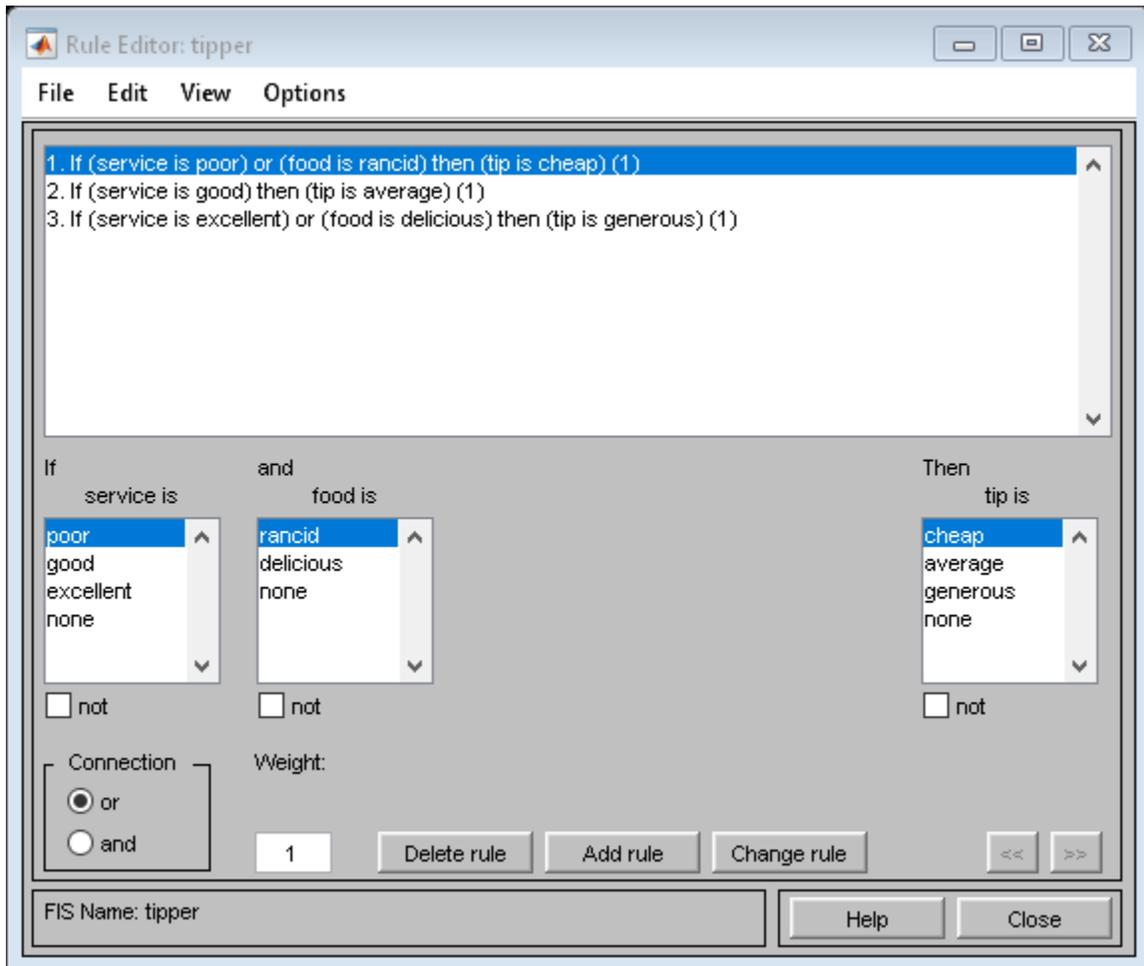 Rule Editor: tipper
File Edit View Options
1. If (service is poor) or (food is rancid) then (tip is cheap) (1)
2. If (service is good) then (tip is average) (1)
3. If (service is excellent) or (food is delicious) then (tip is generous) (1)
If and Then
service is food is tip is
poor rancid cheap
good delicious average
excellent none generous
none none
not not not
Connection Weight:
or
and 1 Delete rule Add rule Change rule << >>
FIS Name: tipper Help Close